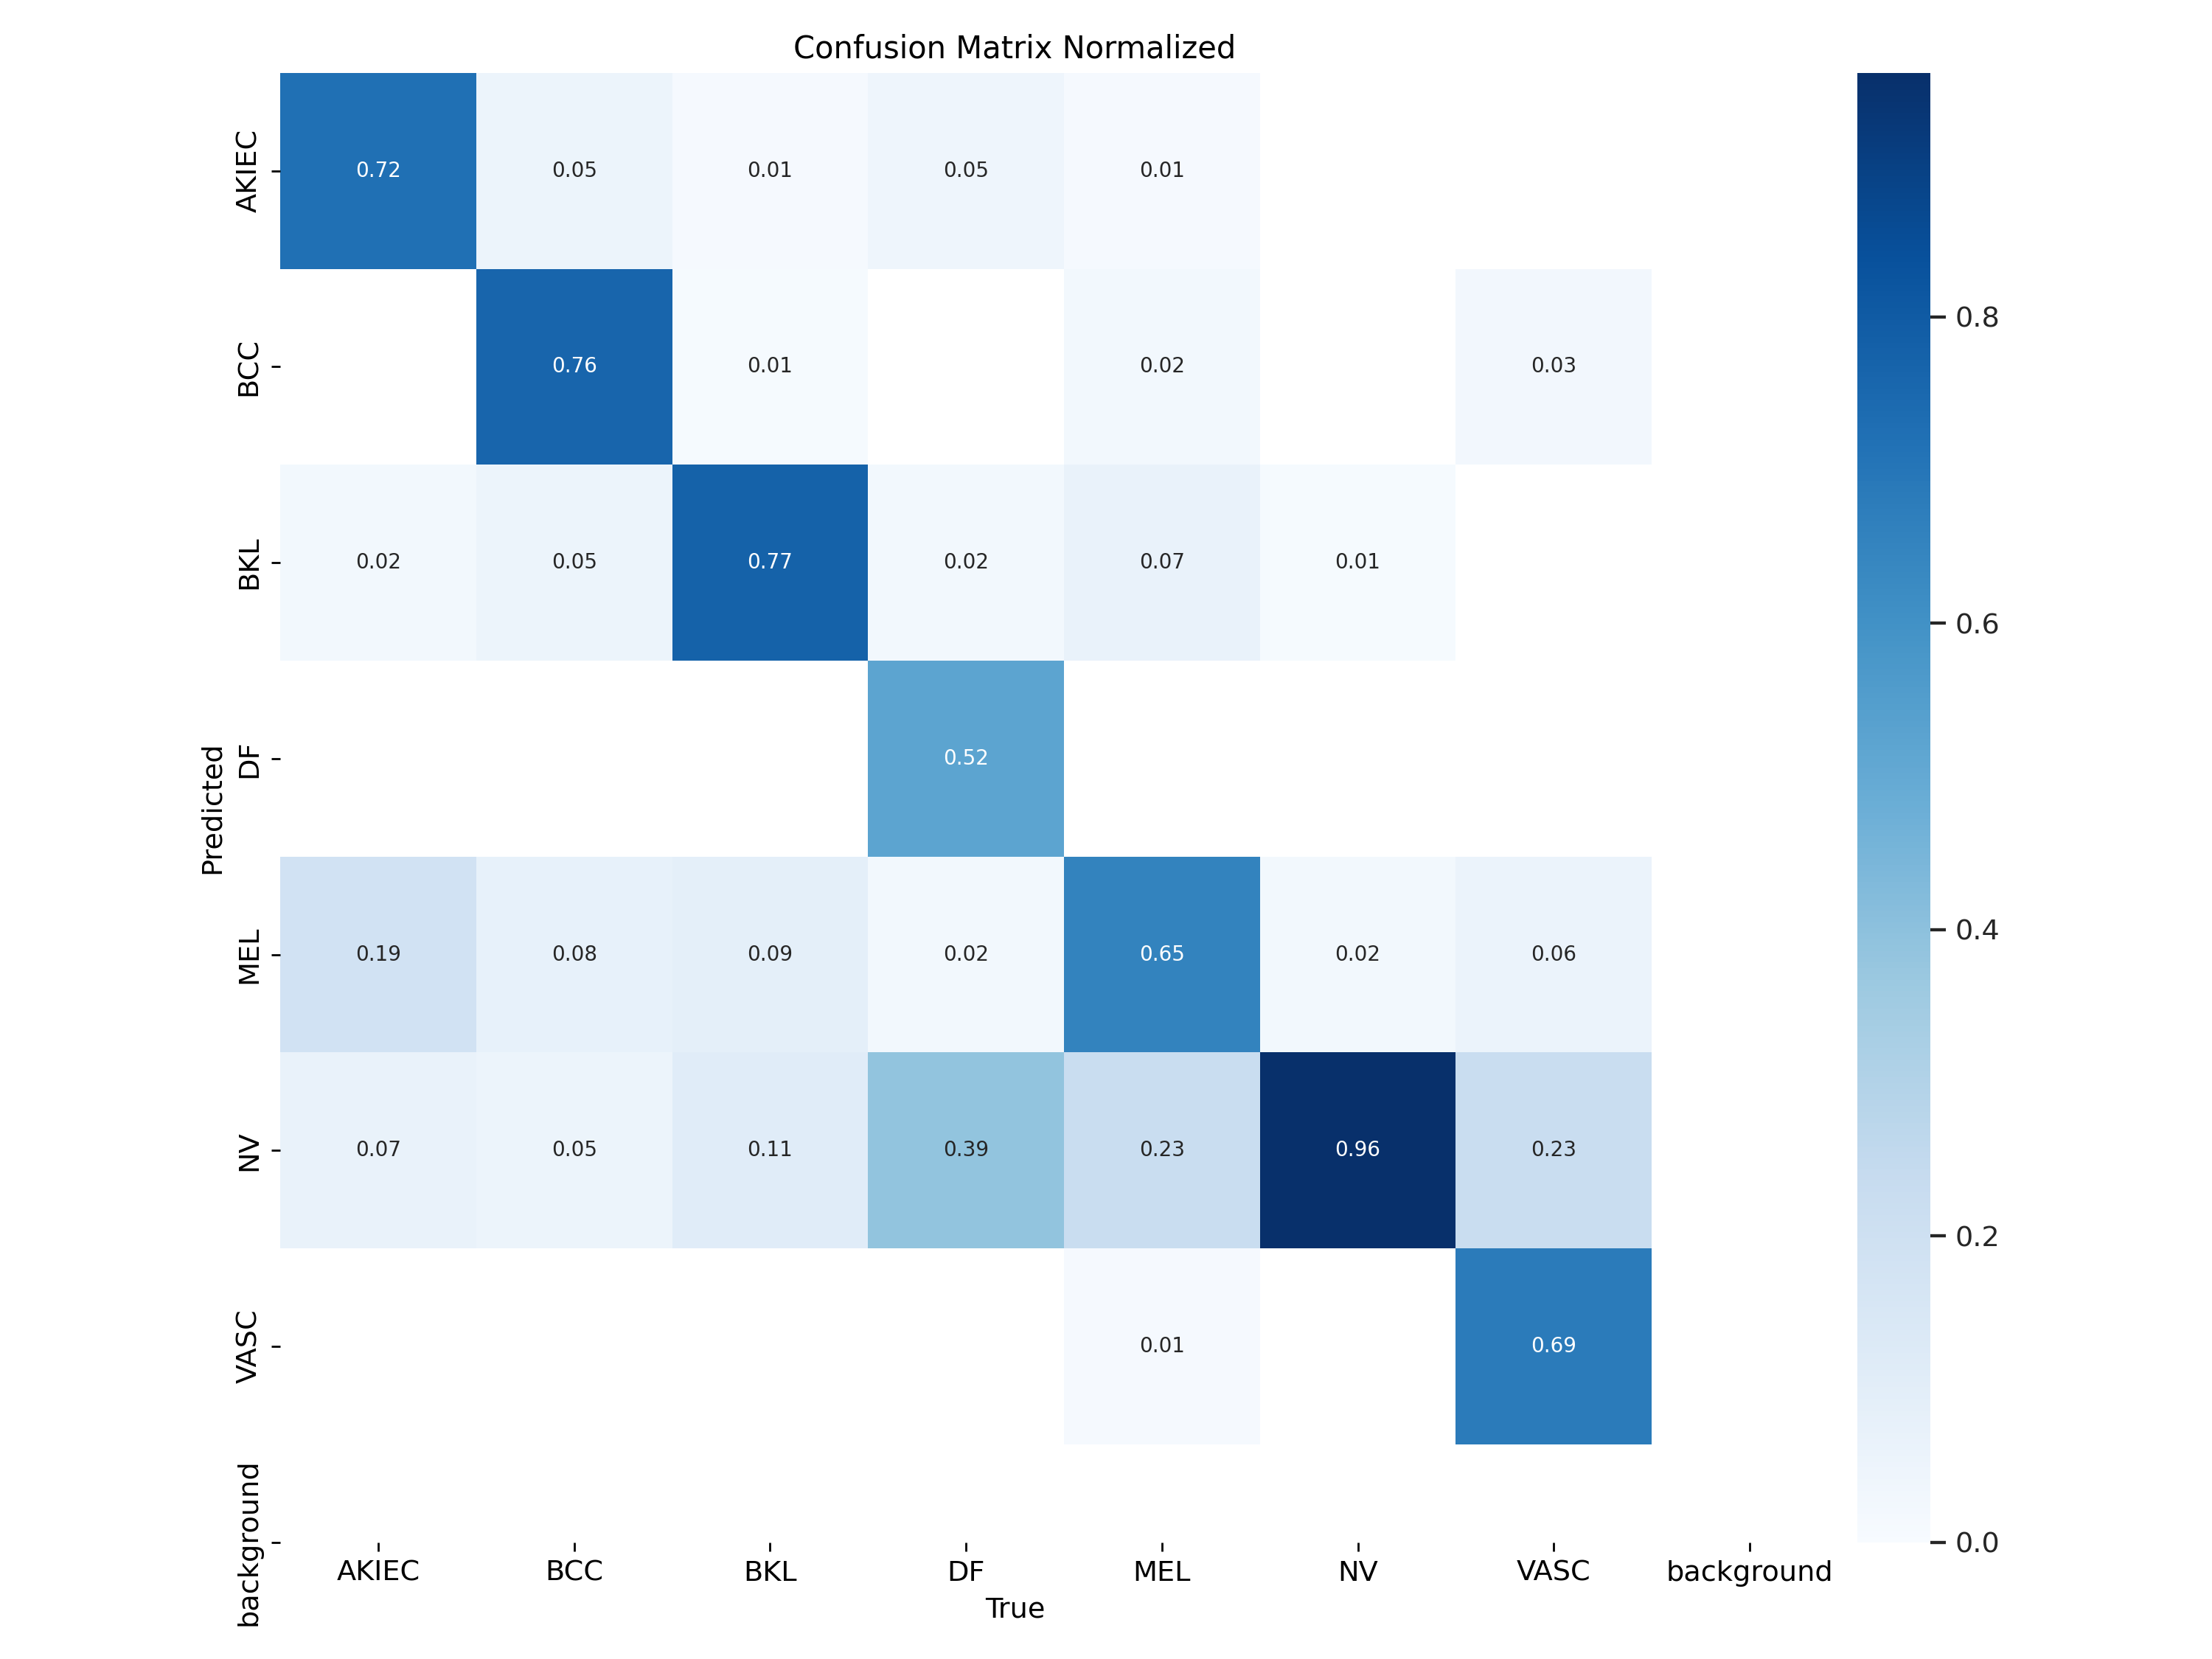 Confusion Matrix Normalized
AKIEC
0.72 0.05 0.01 0.05 0.01
BCC
0.76 0.01 0.02 0.03
0.8
BKL
0.02 0.05 0.77 0.02 0.07 0.01
0.6
Predicted
DF
0.52
MEL
0.19 0.08 0.09 0.02 0.65 0.02 0.06
0.4
NV
0.07 0.05 0.11 0.39 0.23 0.96 0.23
0.2
VASC
0.01 0.69
background
0.0
AKIEC BCC BKL DF MEL NV VASC background
True